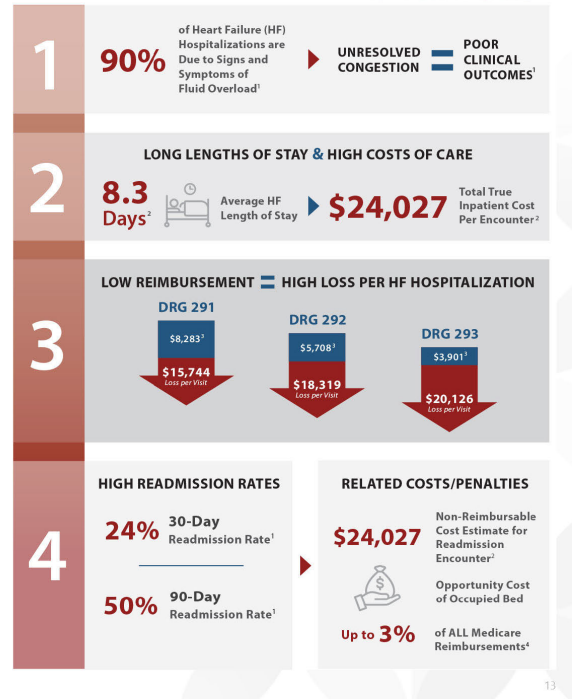 1
90%
of Heart Failure (HF)
Hospitalizations are
Due to Signs and
Symptoms of
Fluid Overload¹
UNRESOLVED
CONGESTION
=
POOR
CLINICAL
OUTCOMES¹
2
LONG LENGTHS OF STAY & HIGH COSTS OF CARE
8.3
Days²
Average HF
Length of Stay
$24,027
Total True
Inpatient Cost
Per Encounter²
3
LOW REIMBURSEMENT = HIGH LOSS PER HF HOSPITALIZATION
DRG 291
$8,283³
$15,744
Loss per Visit
DRG 292
$5,708³
$18,319
Loss per Visit
DRG 293
$3,901³
$20,126
Loss per Visit
4
HIGH READMISSION RATES
24%
30-Day
Readmission Rate¹
50%
90-Day
Readmission Rate¹
RELATED COSTS/PENALTIES
$24,027
Non-Reimbursable
Cost Estimate for
Readmission
Encounter²
$
Opportunity Cost
of Occupied Bed
Up to 3%
of ALL Medicare
Reimbursements⁴
13